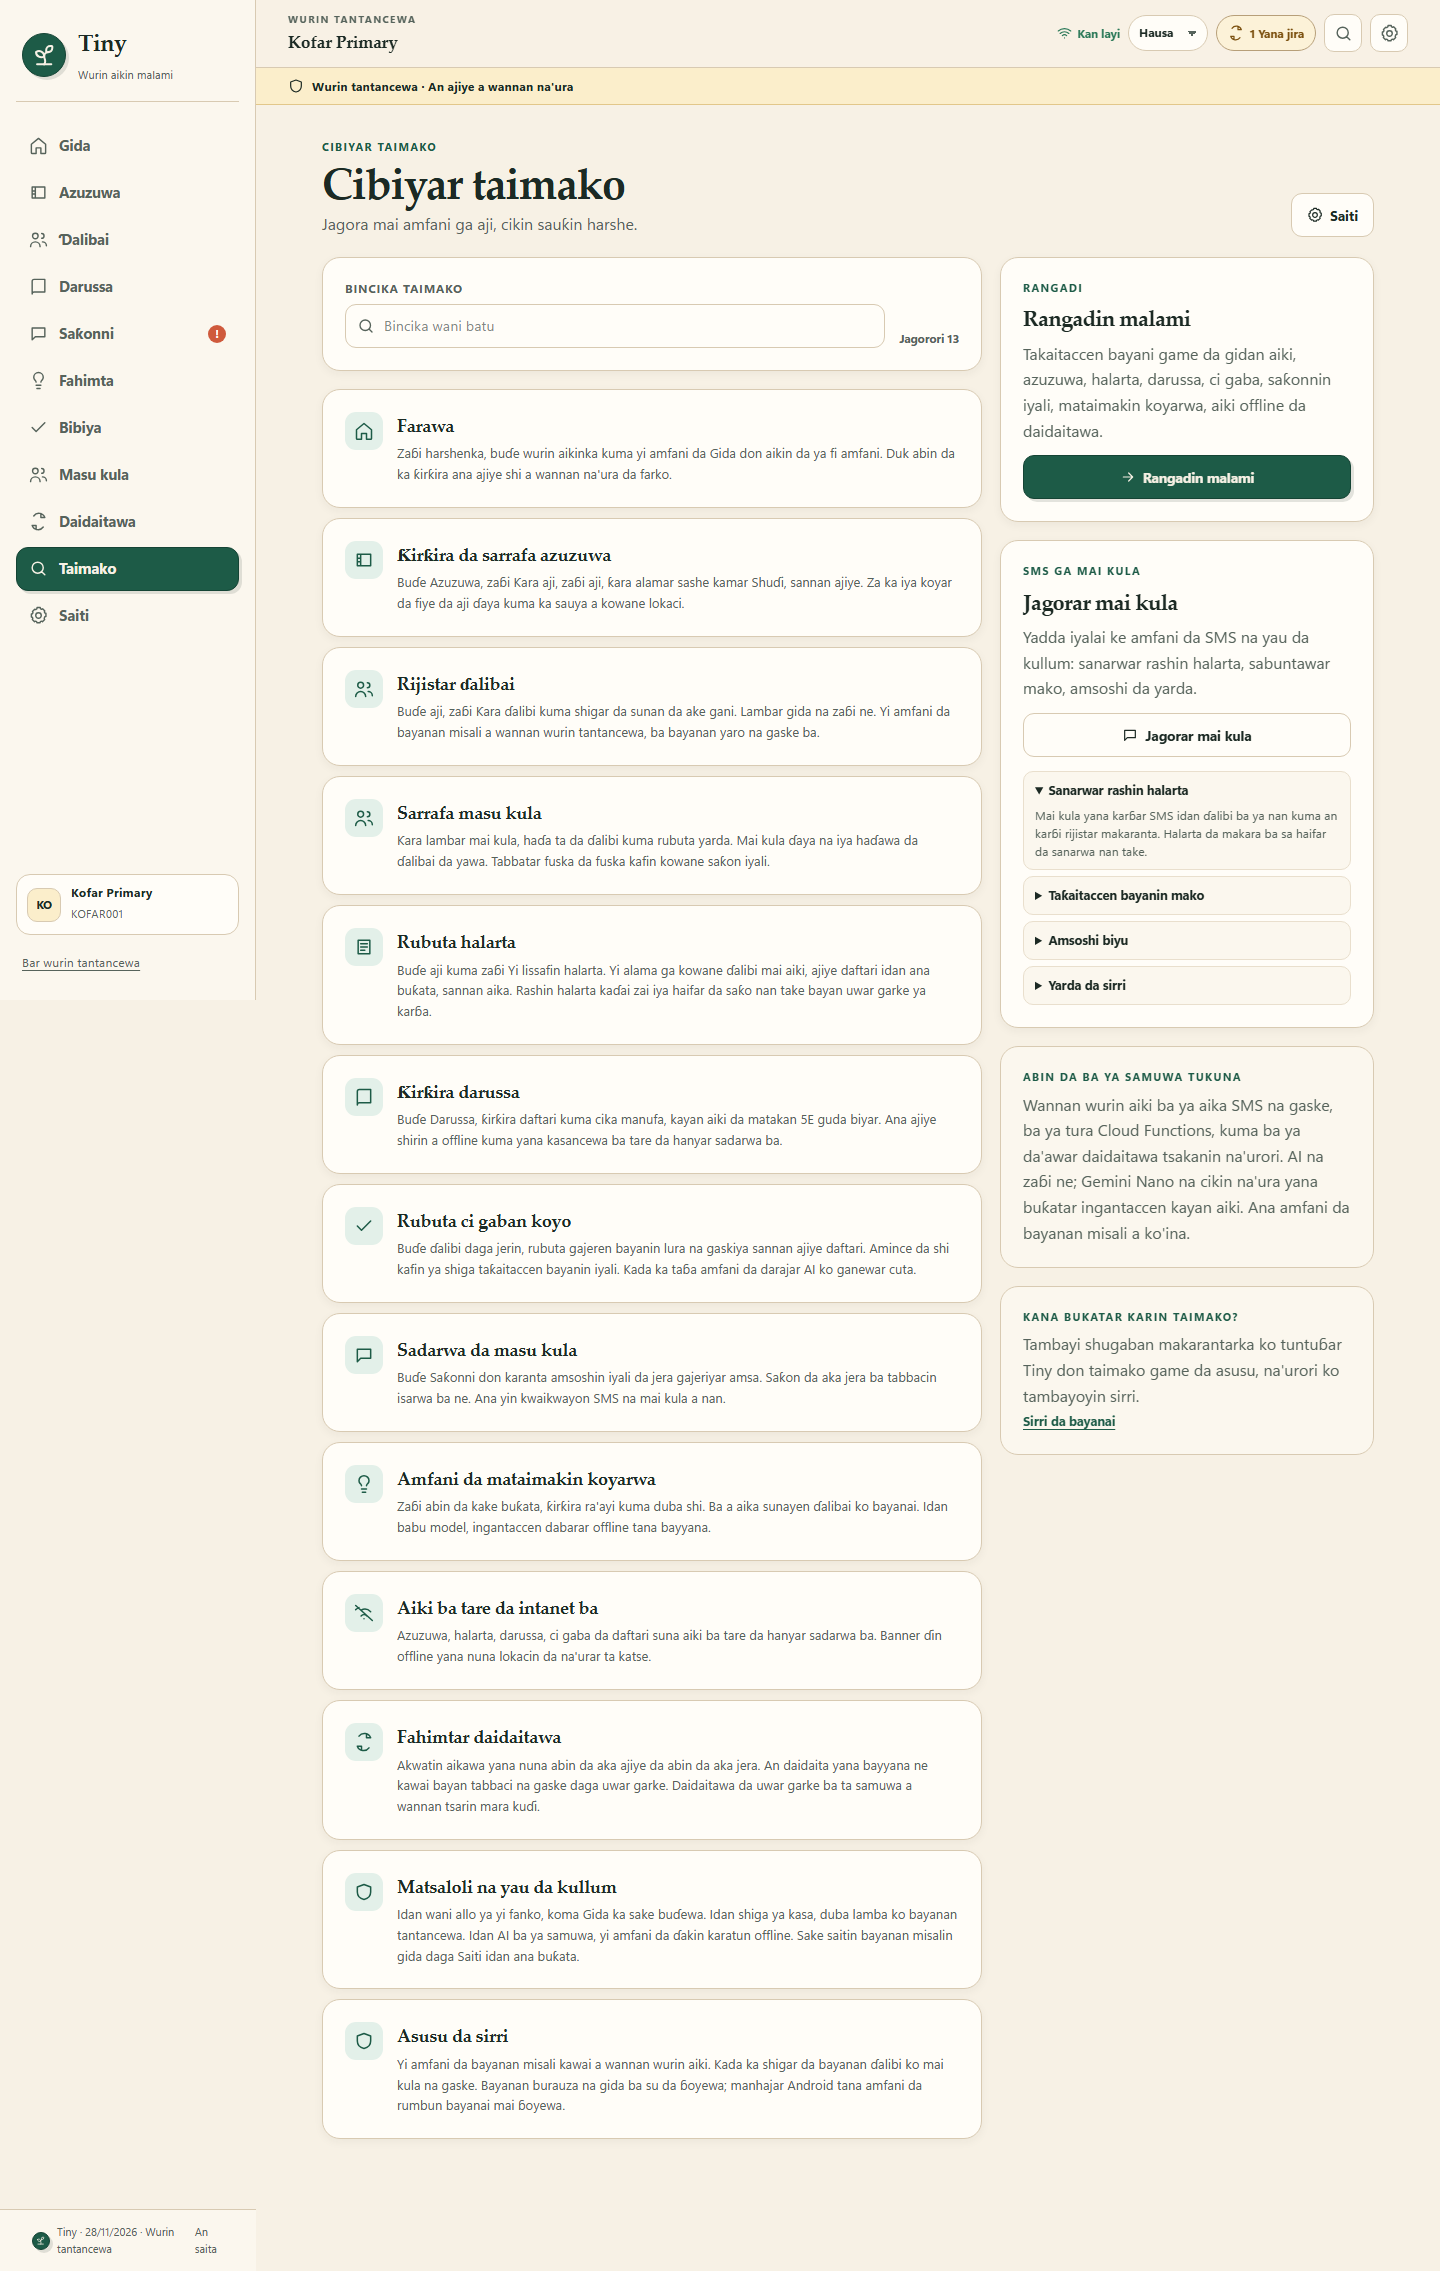 Tiny
Wurin aikin malami
Gida
Azuzuwa
Ɗalibai
Darussa
Saƙonni
!
Fahimta
Bibiya
Masu kula
Daidaitawa
Taimako
Saiti
KO
Kofar Primary
KOFAR001
Bar wurin tantancewa
WURIN TANTANCEWA
Kofar Primary
Kan layi
Hausa
1 Yana jira
Wurin tantancewa · An ajiye a wannan na'ura
CIBIYAR TAIMAKO
Cibiyar taimako
Jagora mai amfani ga aji, cikin sauƙin harshe.
Saiti
BINCIKA TAIMAKO
Bincika wani batu
Jagorori 13
Farawa
Zaɓi harshenka, buɗe wurin aikinka kuma yi amfani da Gida don aikin da ya fi amfani. Duk abin da
ka ƙirƙira ana ajiye shi a wannan na'ura da farko.
Ƙirƙira da sarrafa azuzuwa
Buɗe Azuzuwa, zaɓi Kara aji, zaɓi aji, ƙara alamar sashe kamar Shuɗi, sannan ajiye. Za ka iya koyar
da fiye da aji ɗaya kuma ka sauya a kowane lokaci.
Rijistar ɗalibai
Buɗe aji, zaɓi Kara ɗalibi kuma shigar da sunan da ake gani. Lambar gida na zaɓi ne. Yi amfani da
bayanan misali a wannan wurin tantancewa, ba bayanan yaro na gaske ba.
Sarrafa masu kula
Kara lambar mai kula, haɗa ta da ɗalibi kuma rubuta yarda. Mai kula ɗaya na iya haɗawa da
ɗalibai da yawa. Tabbatar fuska da fuska kafin kowane saƙon iyali.
Rubuta halarta
Buɗe aji kuma zaɓi Yi lissafin halarta. Yi alama ga kowane ɗalibi mai aiki, ajiye daftari idan ana
buƙata, sannan aika. Rashin halarta kaɗai zai iya haifar da saƙo nan take bayan uwar garke ya
karɓa.
Ƙirƙira darussa
Buɗe Darussa, ƙirƙira daftari kuma cika manufa, kayan aiki da matakan 5E guda biyar. Ana ajiye
shirin a offline kuma yana kasancewa ba tare da hanyar sadarwa ba.
Rubuta ci gaban koyo
Buɗe ɗalibi daga jerin, rubuta gajeren bayanin lura na gaskiya sannan ajiye daftari. Amince da shi
kafin ya shiga taƙaitaccen bayanin iyali. Kada ka taɓa amfani da darajar AI ko ganewar cuta.
Sadarwa da masu kula
Buɗe Saƙonni don karanta amsoshin iyali da jera gajeriyar amsa. Saƙon da aka jera ba tabbacin
isarwa ba ne. Ana yin kwaikwayon SMS na mai kula a nan.
Amfani da mataimakin koyarwa
Zaɓi abin da kake buƙata, ƙirƙira ra'ayi kuma duba shi. Ba a aika sunayen ɗalibai ko bayanai. Idan
babu model, ingantaccen dabarar offline tana bayyana.
Aiki ba tare da intanet ba
Azuzuwa, halarta, darussa, ci gaba da daftari suna aiki ba tare da hanyar sadarwa ba. Banner ɗin
offline yana nuna lokacin da na'urar ta katse.
Fahimtar daidaitawa
Akwatin aikawa yana nuna abin da aka ajiye da abin da aka jera. An daidaita yana bayyana ne
kawai bayan tabbaci na gaske daga uwar garke. Daidaitawa da uwar garke ba ta samuwa a
wannan tsarin mara kuɗi.
Matsaloli na yau da kullum
Idan wani allo ya yi fanko, koma Gida ka sake buɗewa. Idan shiga ya kasa, duba lamba ko bayanan
tantancewa. Idan AI ba ya samuwa, yi amfani da ɗakin karatun offline. Sake saitin bayanan misalin
gida daga Saiti idan ana buƙata.
Asusu da sirri
Yi amfani da bayanan misali kawai a wannan wurin aiki. Kada ka shigar da bayanan ɗalibi ko mai
kula na gaske. Bayanan burauza na gida ba su da ɓoyewa; manhajar Android tana amfani da
rumbun bayanai mai ɓoyewa.
RANGADI
Rangadin malami
Takaitaccen bayani game da gidan aiki,
azuzuwa, halarta, darussa, ci gaba, saƙonnin
iyali, mataimakin koyarwa, aiki offline da
daidaitawa.
Rangadin malami
SMS GA MAI KULA
Jagorar mai kula
Yadda iyalai ke amfani da SMS na yau da
kullum: sanarwar rashin halarta, sabuntawar
mako, amsoshi da yarda.
Jagorar mai kula
Sanarwar rashin halarta
Mai kula yana karɓar SMS idan ɗalibi ba ya nan kuma an
karɓi rijistar makaranta. Halarta da makara ba sa haifar
da sanarwa nan take.
Taƙaitaccen bayanin mako
Amsoshi biyu
Yarda da sirri
ABIN DA BA YA SAMUWA TUKUNA
Wannan wurin aiki ba ya aika SMS na gaske,
ba ya tura Cloud Functions, kuma ba ya
da'awar daidaitawa tsakanin na'urori. AI na
zaɓi ne; Gemini Nano na cikin na'ura yana
buƙatar ingantaccen kayan aiki. Ana amfani da
bayanan misali a ko'ina.
KANA BUKATAR KARIN TAIMAKO?
Tambayi shugaban makarantarka ko tuntuɓar
Tiny don taimako game da asusu, na'urori ko
tambayoyin sirri.
Sirri da bayanai
Tiny · 28/11/2026 · Wurin
tantancewa
An
saita